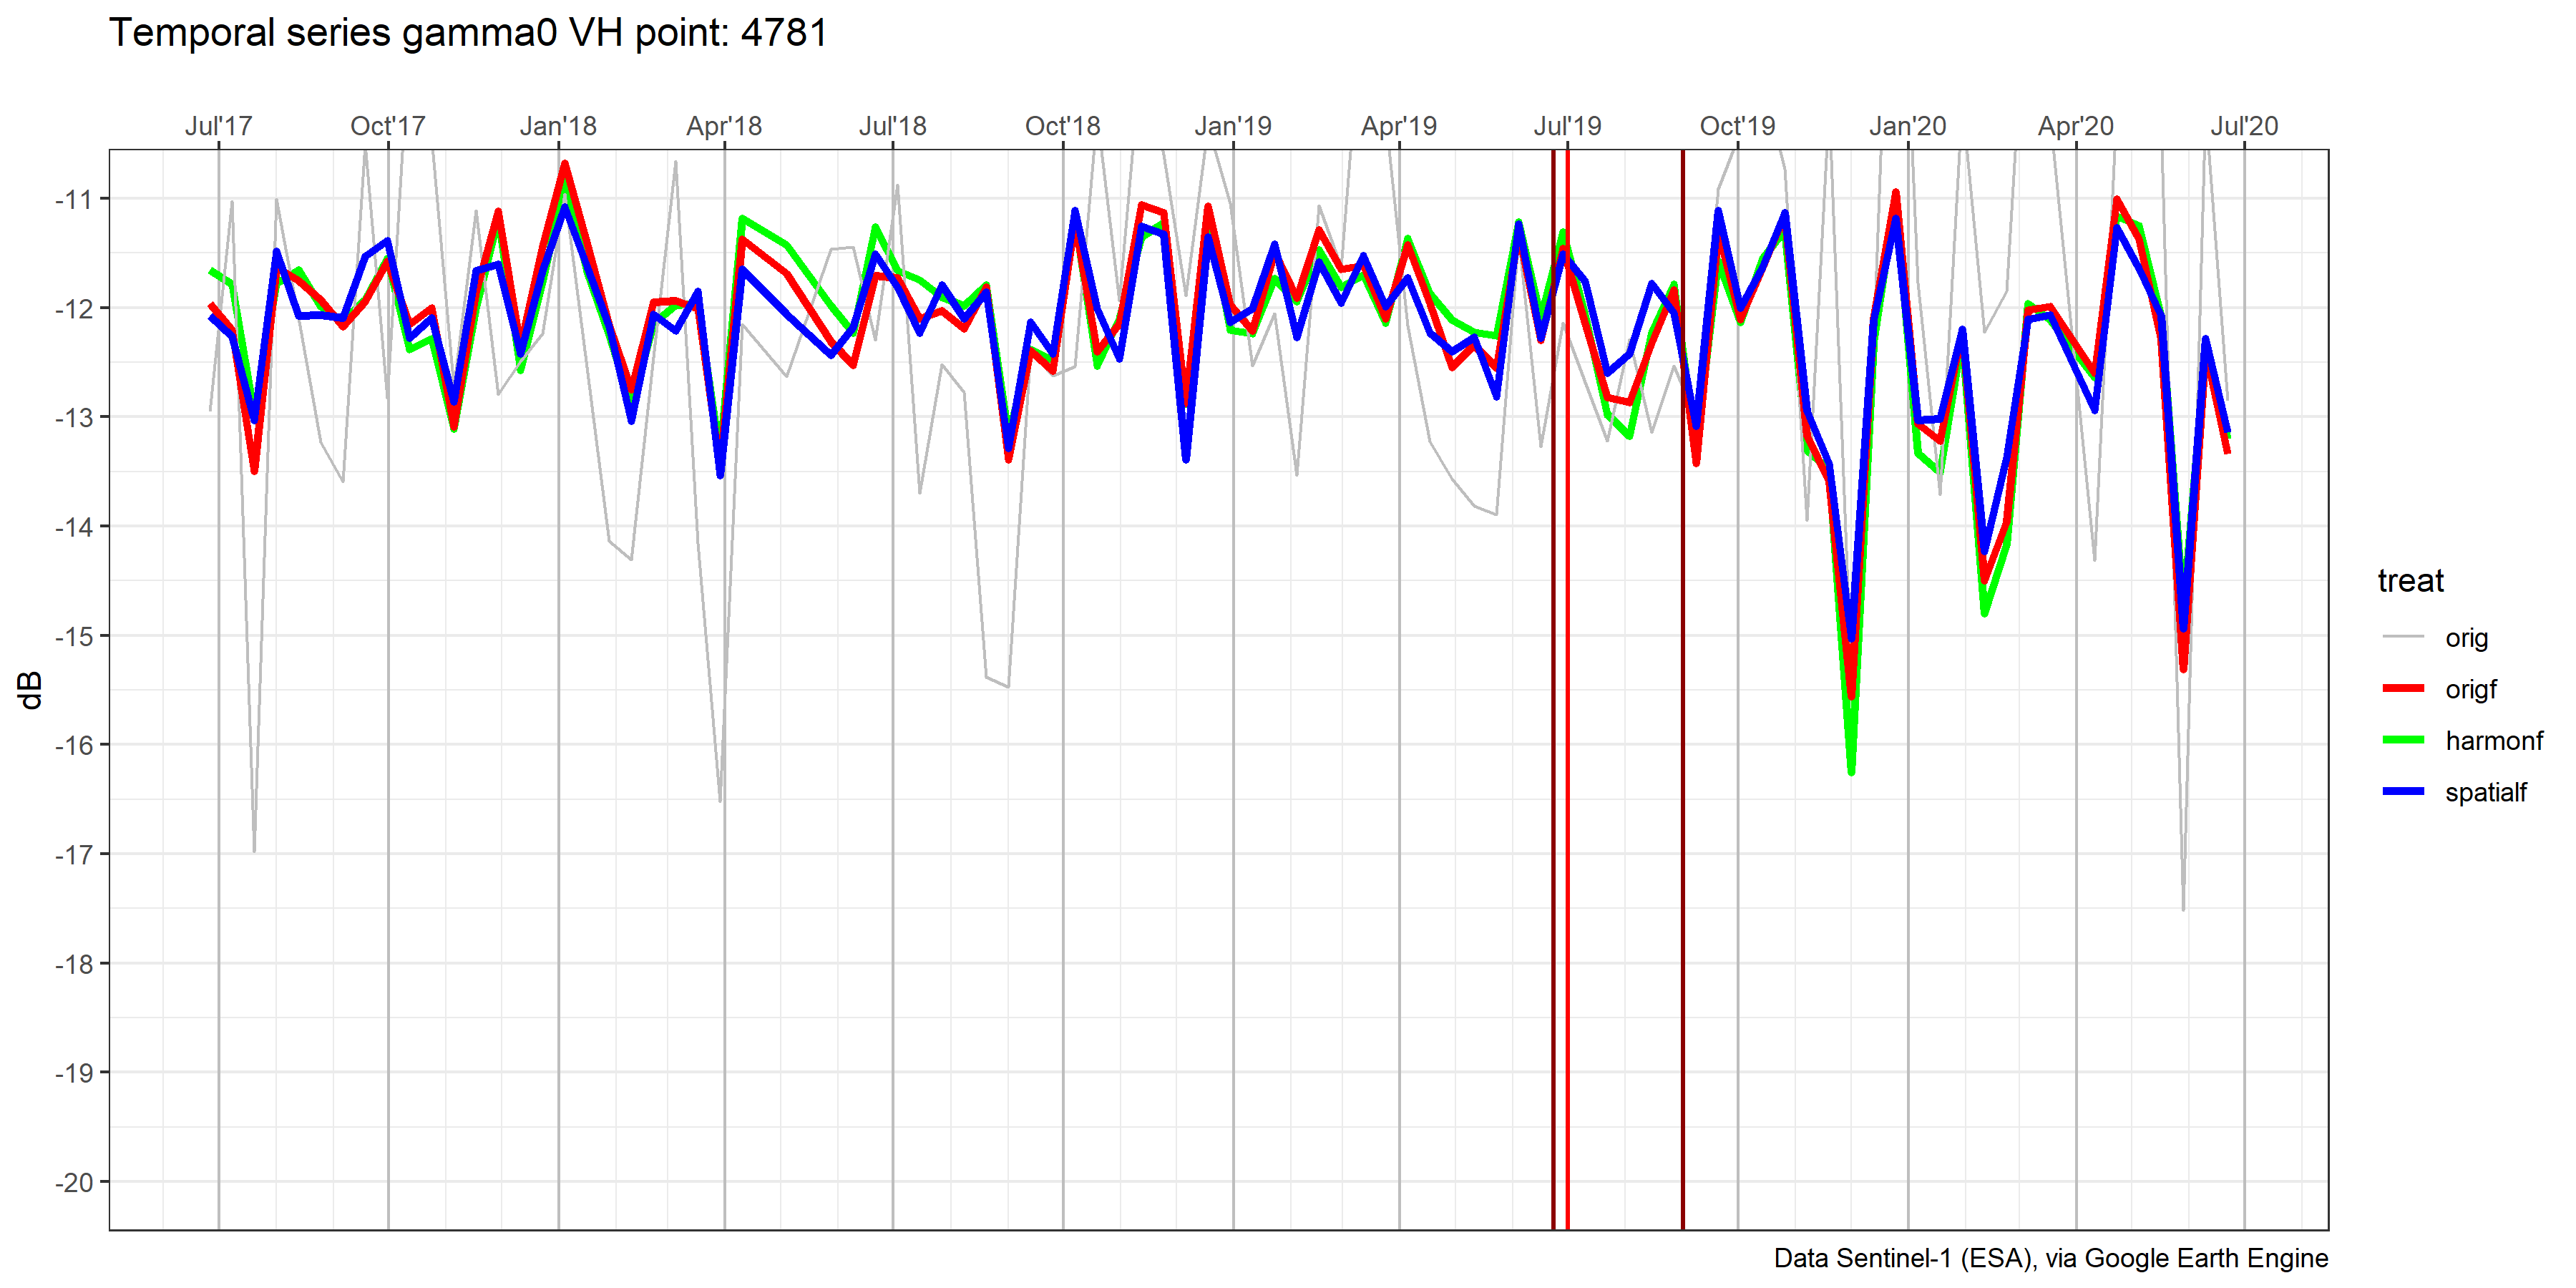 Temporal series gamma0 VH point: 4781
Jul'17 Oct'17 Jan'18 Apr'18 Jul'18 Oct'18 Jan'19 Apr'19 Jul'19 Oct'19 Jan'20 Apr'20 Jul'20
-11
-12
-13
-14
-15
-16
-17
-18
-19
-20
dB
treat
orig
origf
harmonf
spatialf
Data Sentinel-1 (ESA), via Google Earth Engine